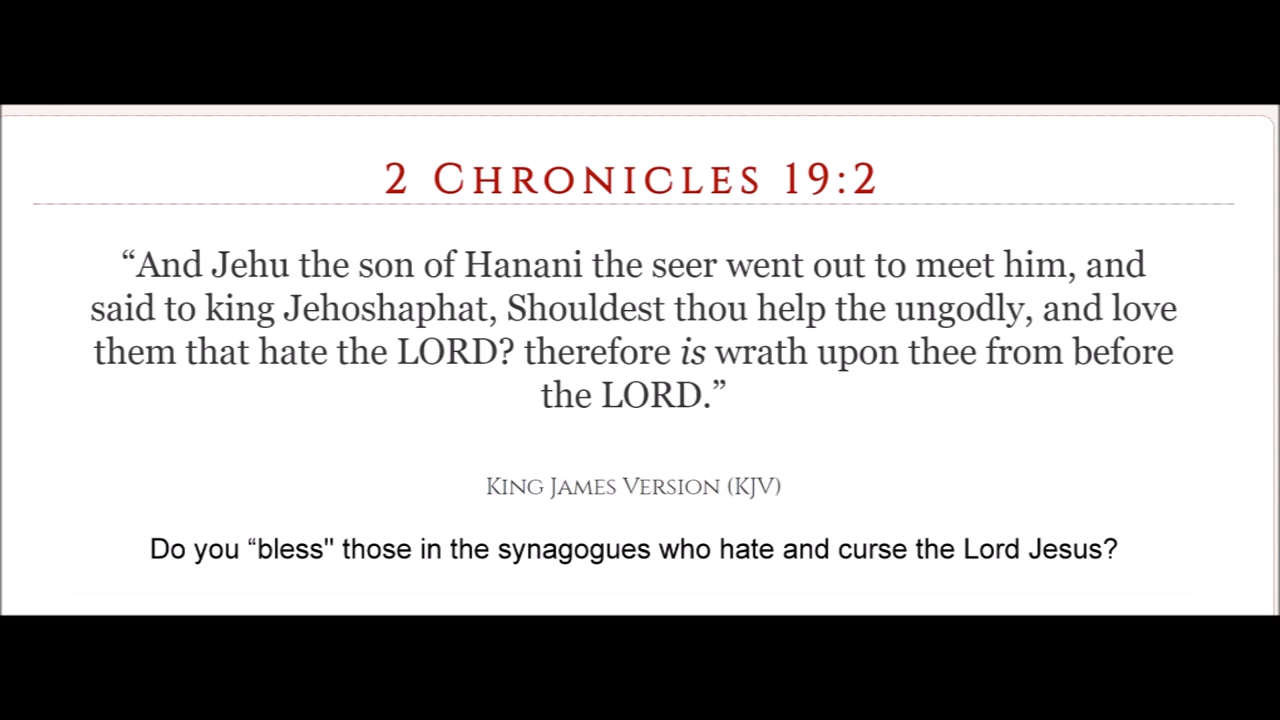 2 Chronicles 19:2
“And Jehu the son of Hanani the seer went out to meet him, and
said to king Jehoshaphat, Shouldest thou help the ungodly, and love
them that hate the LORD? therefore is wrath upon thee from before
the LORD.”
King James Version (KJV)
Do you “bless" those in the synagogues who hate and curse the Lord Jesus?